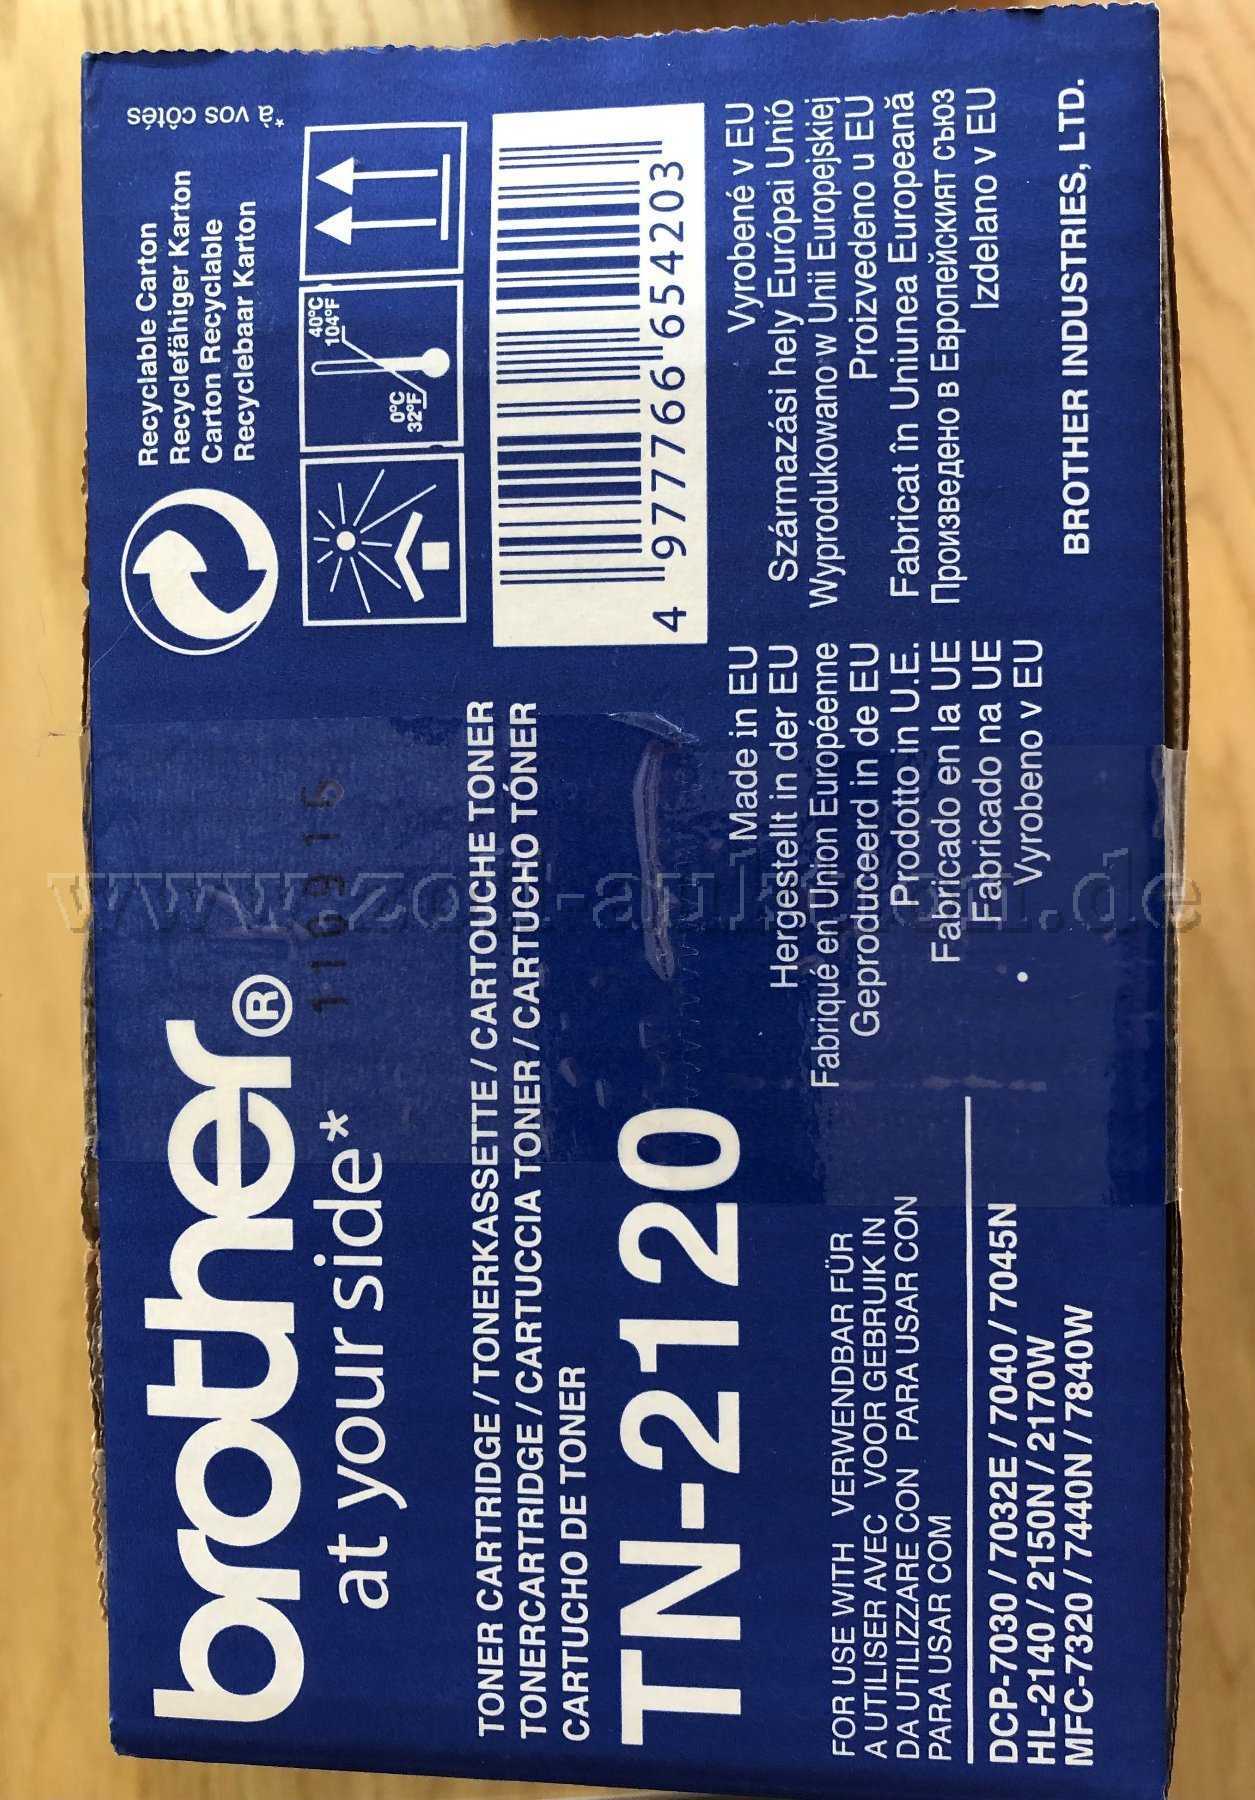 brother®
at your side*
110915
Recyclable Carton
Recyclefähiger Karton
Carton Recyclable
Recyclebaar Karton
*à vos côtés
0°C
32°F
40°C
104°F
4 977766 654203
TONER CARTRIDGE / TONERKASSETTE / CARTOUCHE TONER
TONERCARTRIDGE / CARTUCCIA TONER / CARTUCHO TÓNER
CARTUCHO DE TONER
TN-2120
FOR USE WITH VERWENDBAR FÜR
A UTILISER AVEC VOOR GEBRUIK IN
DA UTILIZZARE CON PARA USAR CON
PARA USAR COM
DCP-7030 / 7032E / 7040 / 7045N
HL-2140 / 2150N / 2170W
MFC-7320 / 7440N / 7840W
Made in EU
Hergestellt in der EU
Fabriqué en Union Européenne
Geproduceerd in de EU
Prodotto in U.E.
Fabricado en la UE
Fabricado na UE
Vyrobeno v EU
Vyrobené v EU
Származási hely Európai Unió
Wyprodukowano w Unii Europejskiej
Proizvedeno u EU
Fabricat în Uniunea Europeană
Произведено в Европейският съюз
Izdelano v EU
BROTHER INDUSTRIES, LTD.
www.zoll-auktion.de